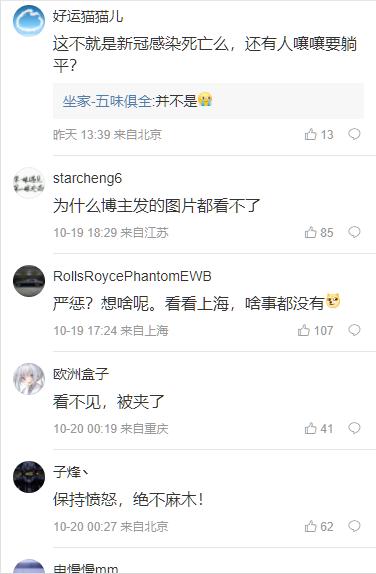 好运猫猫儿
这不就是新冠感染死亡么，还有人嚷嚷要躺
平？
坐家-五味俱全:并不是😭
昨天 13:39 来自北京 13
starcheng6
为什么博主发的图片都看不了
10-19 18:29 来自江苏 85
RollsRoycePhantomEWB
严惩？想啥呢。看看上海，啥事都没有
10-19 17:24 来自上海 107
欧洲盒子
看不见，被夹了
10-20 00:19 来自重庆 41
子烽丶
保持愤怒，绝不麻木！
10-20 00:27 来自北京 62